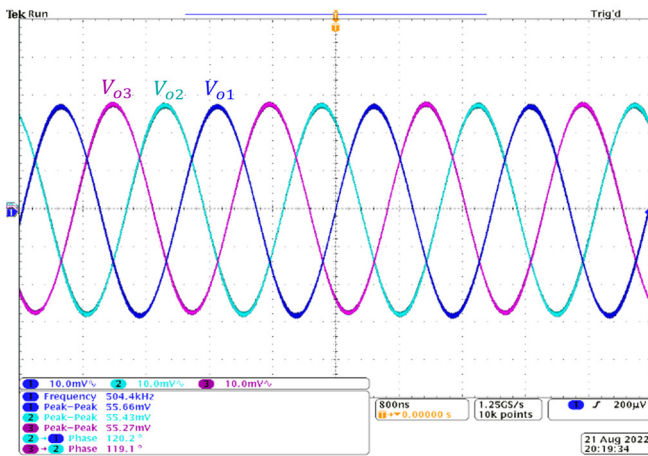 Tek Run
Trig'd
Vo3 Vo2 Vo1
1 10.0mV∿ 2 10.0mV∿ 3 10.0mV∿
1 Frequency 504.4kHz
1 Peak–Peak 55.66mV
2 Peak–Peak 55.43mV
3 Peak–Peak 55.27mV
2 → 1 Phase 120.2°
3 → 2 Phase 119.1°
800ns
0.00000 s
1.25GS/s
10k points
1 200µV
21 Aug 2022
20:19:34